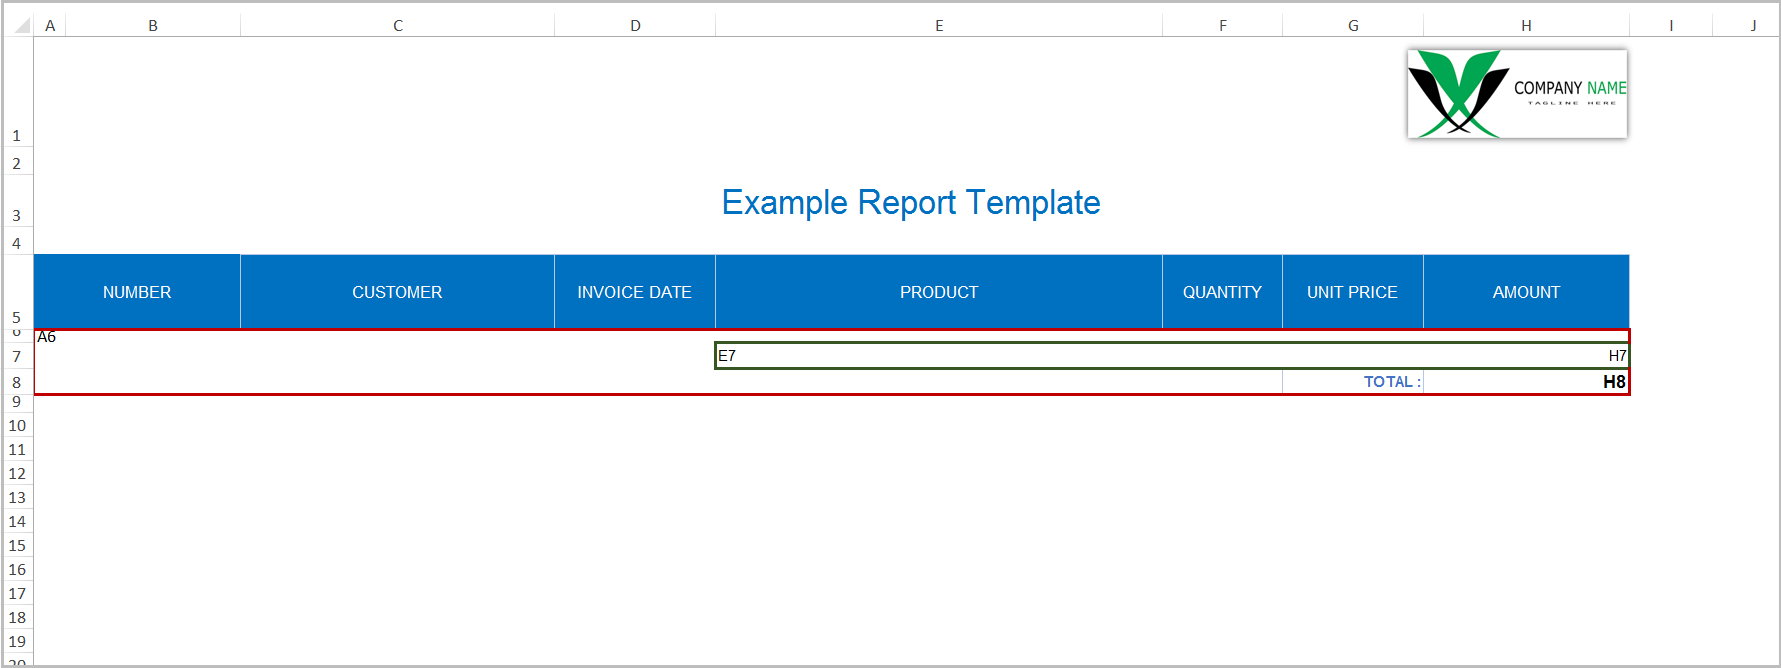 A B C D E F G H I J
COMPANY NAME
TAGLINE HERE
1
2
Example Report Template
3
4
NUMBER CUSTOMER INVOICE DATE PRODUCT QUANTITY UNIT PRICE AMOUNT
5
6 A6
7 E7 H7
8 TOTAL : H8
9
10
11
12
13
14
15
16
17
18
19
20